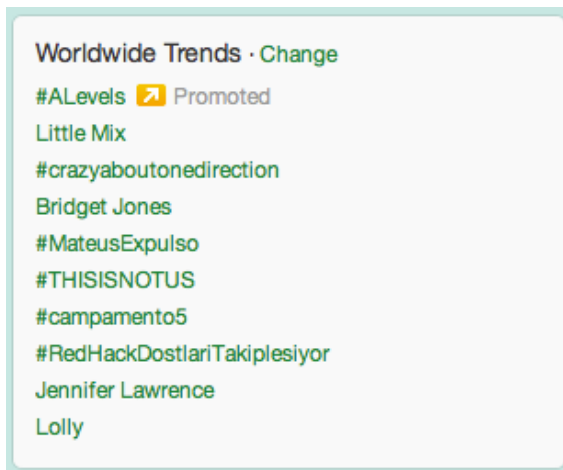 Worldwide Trends · Change
#ALevels Promoted
Little Mix
#crazyaboutonedirection
Bridget Jones
#MateusExpulso
#THISISNOTUS
#campamento5
#RedHackDostlariTakiplesiyor
Jennifer Lawrence
Lolly